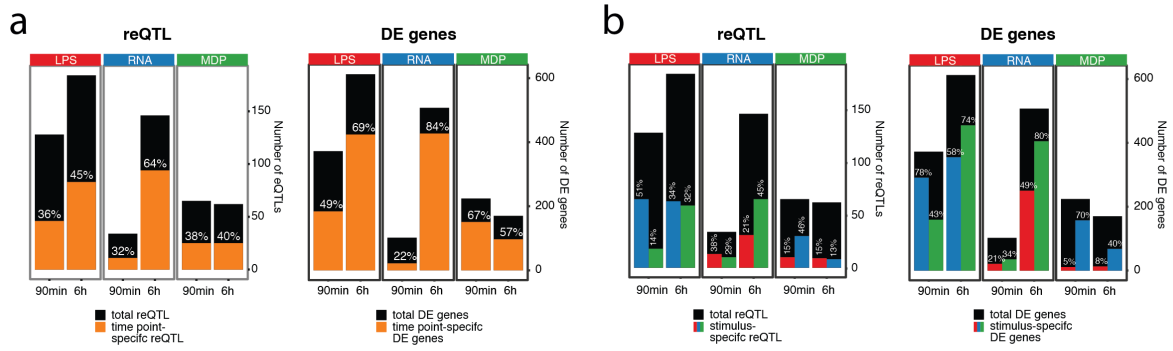 a
reQTL
LPS
RNA
MDP
36%
45%
32%
64%
38%
40%
150
100
50
0
Number of eQTLs
90min 6h
90min 6h
90min 6h
total reQTL
time point-
specifc reQTL
DE genes
LPS
RNA
MDP
49%
69%
22%
84%
67%
57%
600
400
200
0
Number of DE genes
90min 6h
90min 6h
90min 6h
total DE genes
time point-specifc
DE genes
b
reQTL
LPS
RNA
MDP
51%
14%
34%
32%
38%
29%
21%
45%
15%
46%
15%
13%
150
100
50
0
Number of reQTLs
90min 6h
90min 6h
90min 6h
total reQTL
stimulus-
specifc reQTL
DE genes
LPS
RNA
MDP
78%
43%
58%
74%
21%
34%
49%
80%
5%
70%
8%
40%
600
400
200
0
Number of DE genes
90min 6h
90min 6h
90min 6h
total DE genes
stimulus-specifc
DE genes